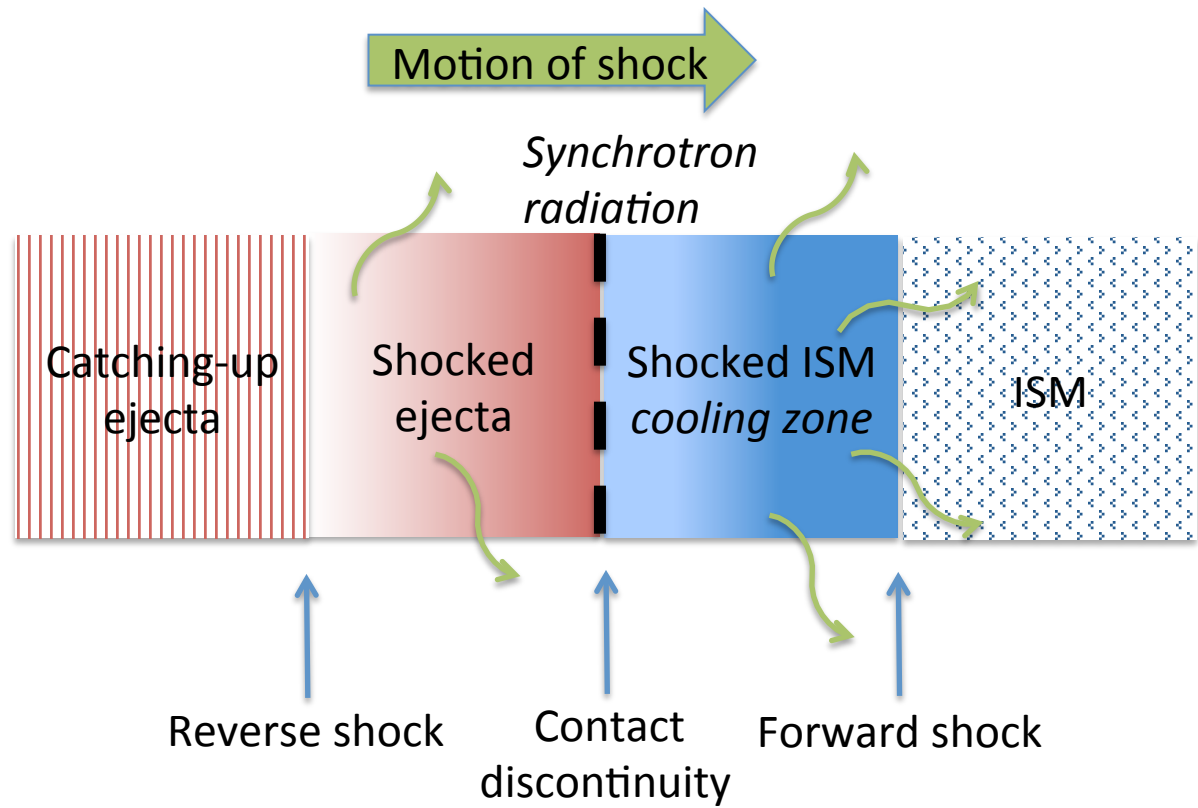 Motion of shock
Synchrotron
radiation
Catching-up
ejecta
Shocked
ejecta
Shocked ISM
cooling zone
ISM
Reverse shock
Contact
discontinuity
Forward shock